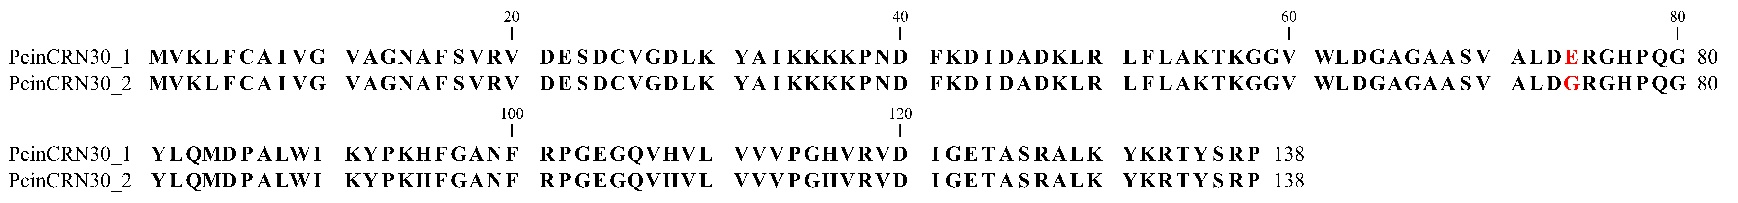 20 40 60 80
PcinCRN30_1 MVKLFCAIVG VAGNAFSVRV DESDCVGDLK YAIKKKKPND FKDIDADKLR LFLAKTKGGV WLDGAGAASV ALDERGHPQG 80
PcinCRN30_2 MVKLFCAIVG VAGNAFSVRV DESDCVGDLK YAIKKKKPND FKDIDADKLR LFLAKTKGGV WLDGAGAASV ALDGRGHPQG 80
100 120
PcinCRN30_1 YLQMDPALWI KYPKHFGANF RPGEGQVHVL VVVPGHVRVD IGETASRALK YKRTYSRP 138
PcinCRN30_2 YLQMDPALWI KYPKHFGANF RPGEGQVHVL VVVPGHVRVD IGETASRALK YKRTYSRP 138